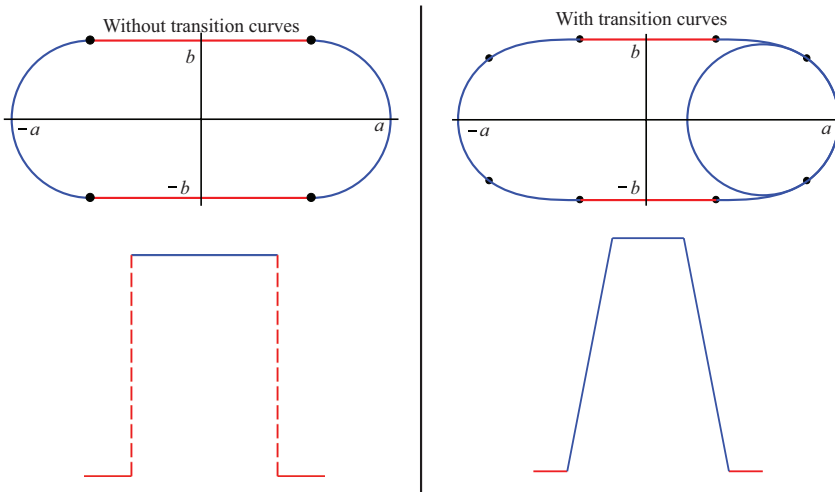 Without transition curves
b
−a
a
−b
With transition curves
b
−a
a
−b